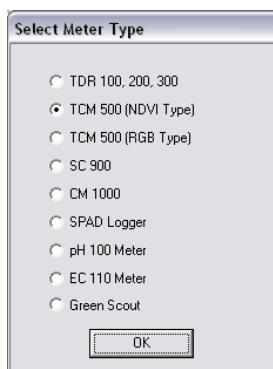 Select Meter Type
TDR 100, 200, 300
TCM 500 (NDVI Type)
TCM 500 (RGB Type)
SC 900
CM 1000
SPAD Logger
pH 100 Meter
EC 110 Meter
Green Scout
OK